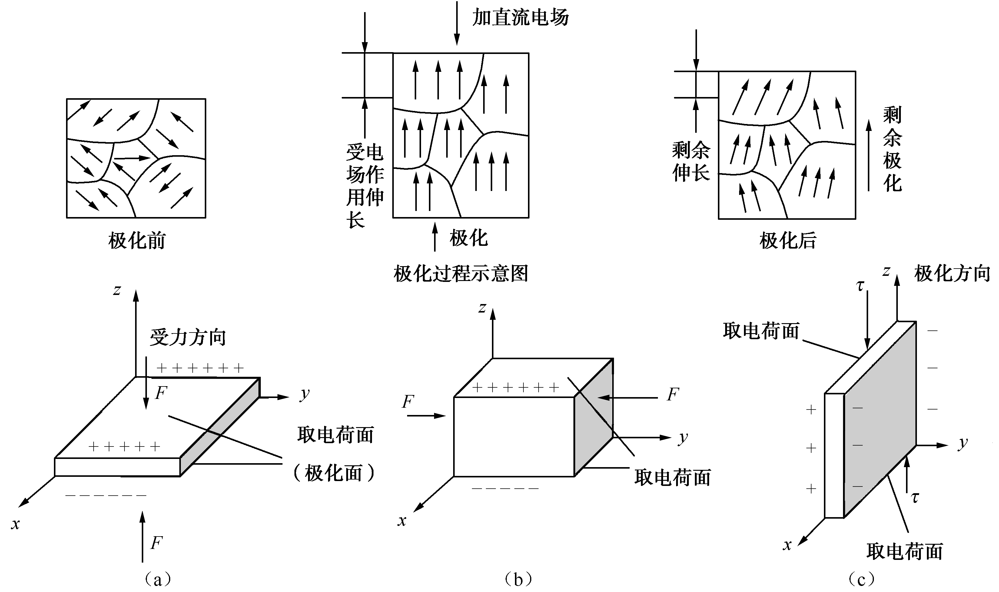 加直流电场
受电
场作
用伸
长
剩余
伸长
剩
余
极
化
极化前
极化
极化后
极化过程示意图
z
受力方向
+ + + + + +
F
y
取电荷面
(极化面)
+ + + + +
− − − − − −
x
F
(a)
z
+ + + + + +
F
F
y
取电荷面
− − − − −
x
(b)
z
极化方向
τ
取电荷面
−
−
−
+
−
+
−
+
−
y
τ
x
取电荷面
(c)